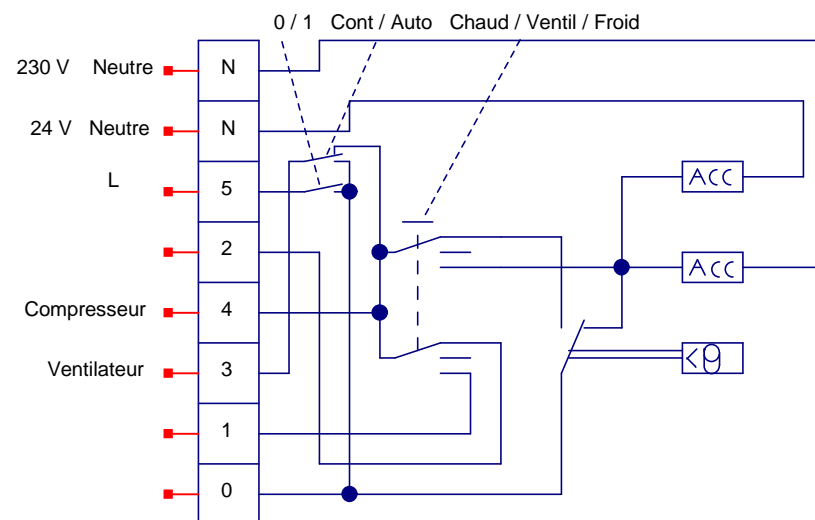 0 / 1 Cont / Auto Chaud / Ventil / Froid
230 V Neutre N
24 V Neutre N
L 5
2
Compresseur 4
Ventilateur 3
1
0
ACC
ACC
<θ